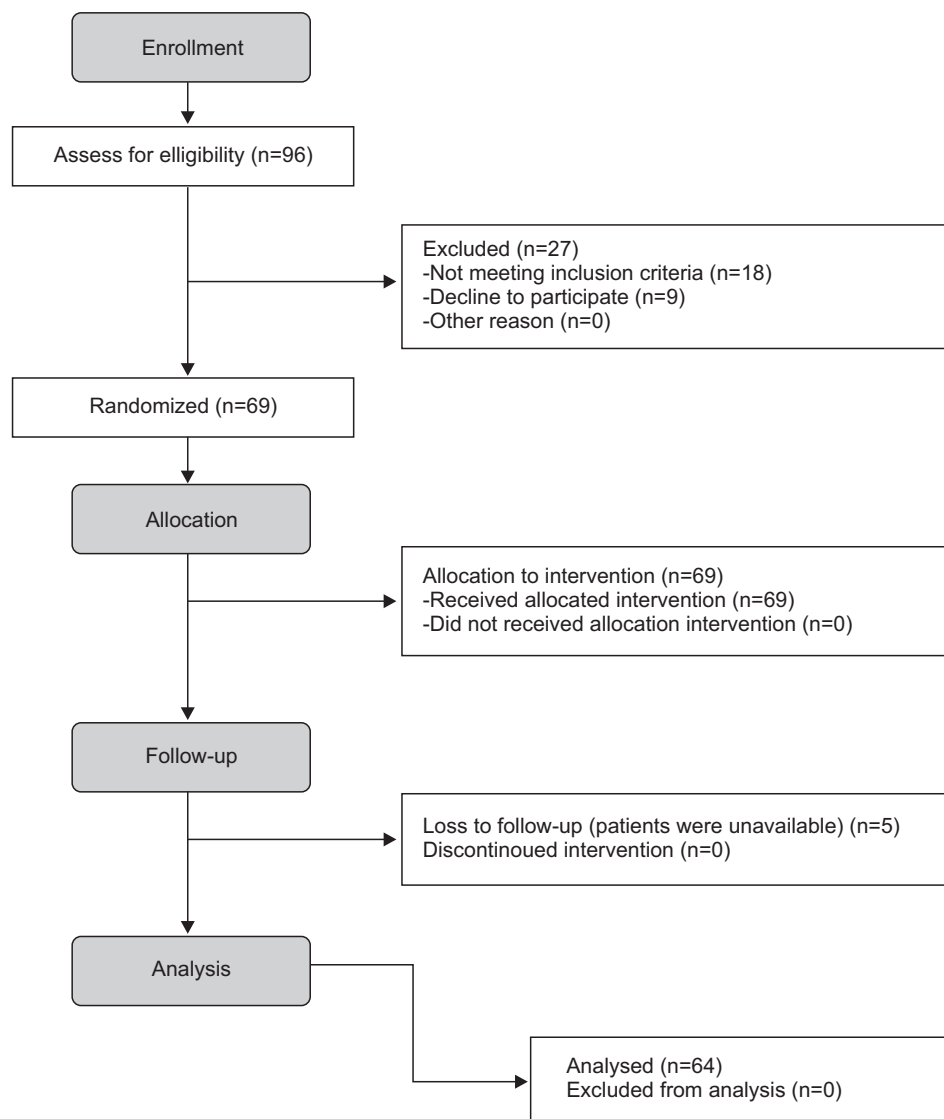 Enrollment
Assess for elligibility (n=96)
Excluded (n=27)
-Not meeting inclusion criteria (n=18)
-Decline to participate (n=9)
-Other reason (n=0)
Randomized (n=69)
Allocation
Allocation to intervention (n=69)
-Received allocated intervention (n=69)
-Did not received allocation intervention (n=0)
Follow-up
Loss to follow-up (patients were unavailable) (n=5)
Discontinoued intervention (n=0)
Analysis
Analysed (n=64)
Excluded from analysis (n=0)